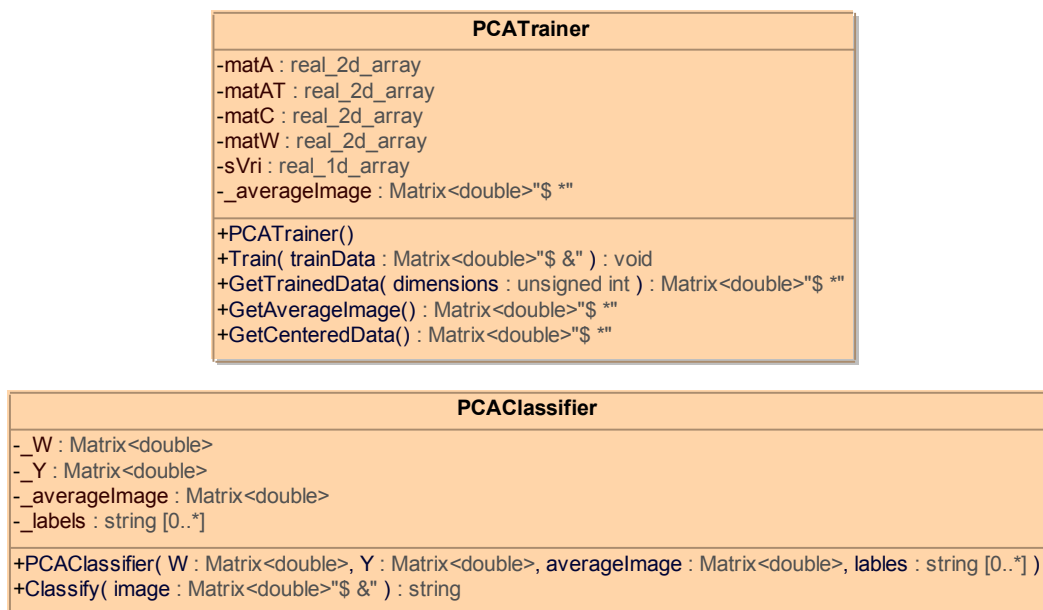 PCATrainer
-matA : real_2d_array
-matAT : real_2d_array
-matC : real_2d_array
-matW : real_2d_array
-sVri : real_1d_array
-_averageImage : Matrix<double>"$ *"
+PCATrainer()
+Train( trainData : Matrix<double>"$ &" ) : void
+GetTrainedData( dimensions : unsigned int ) : Matrix<double>"$ *"
+GetAverageImage() : Matrix<double>"$ *"
+GetCenteredData() : Matrix<double>"$ *"
PCAClassifier
-_W : Matrix<double>
-_Y : Matrix<double>
-_averageImage : Matrix<double>
-_labels : string [0..*]
+PCAClassifier( W : Matrix<double>, Y : Matrix<double>, averageImage : Matrix<double>, lables : string [0..*] )
+Classify( image : Matrix<double>"$ &" ) : string